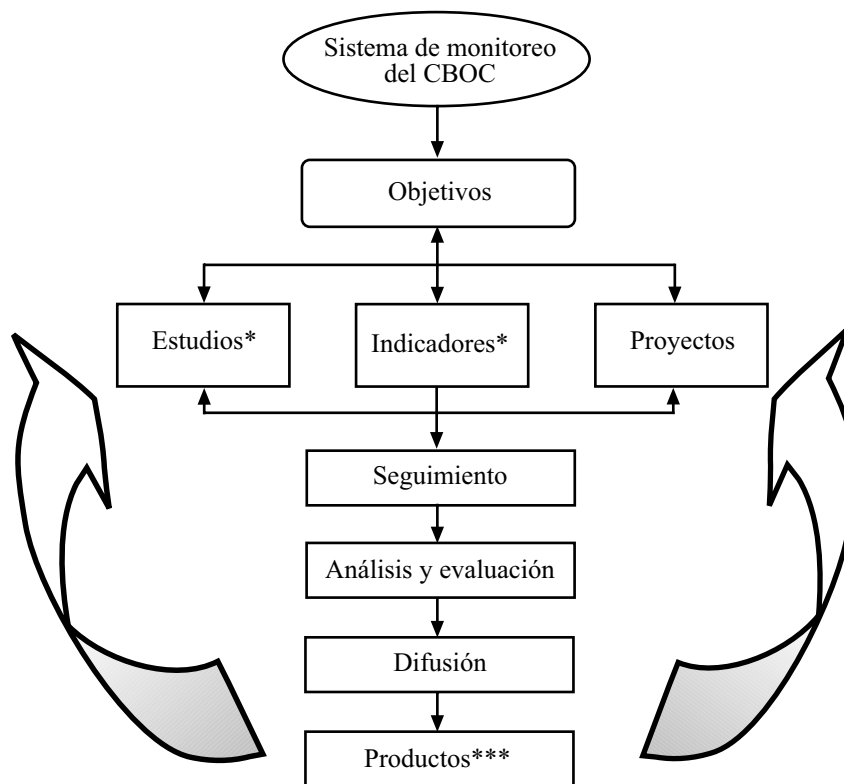 Sistema de monitoreo
del CBOC
Objetivos
Estudios*
Indicadores*
Proyectos
Seguimiento
Análisis y evaluación
Difusión
Productos***